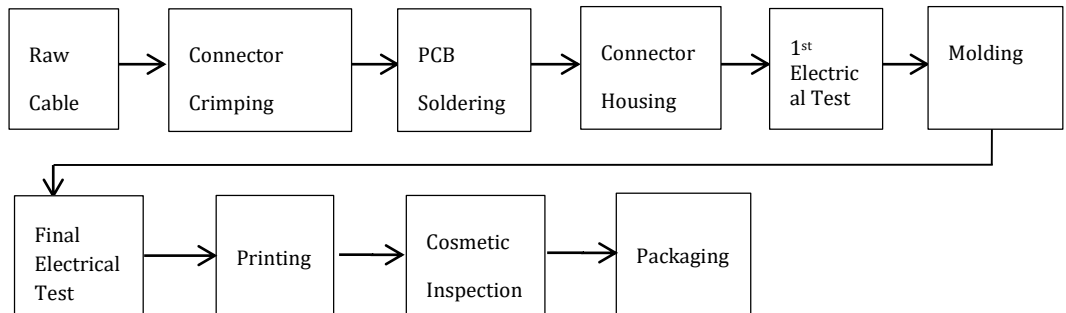 Raw
Cable
Connector
Crimping
PCB
Soldering
Connector
Housing
1st
Electric
al Test
Molding
Final
Electrical
Test
Printing
Cosmetic
Inspection
Packaging